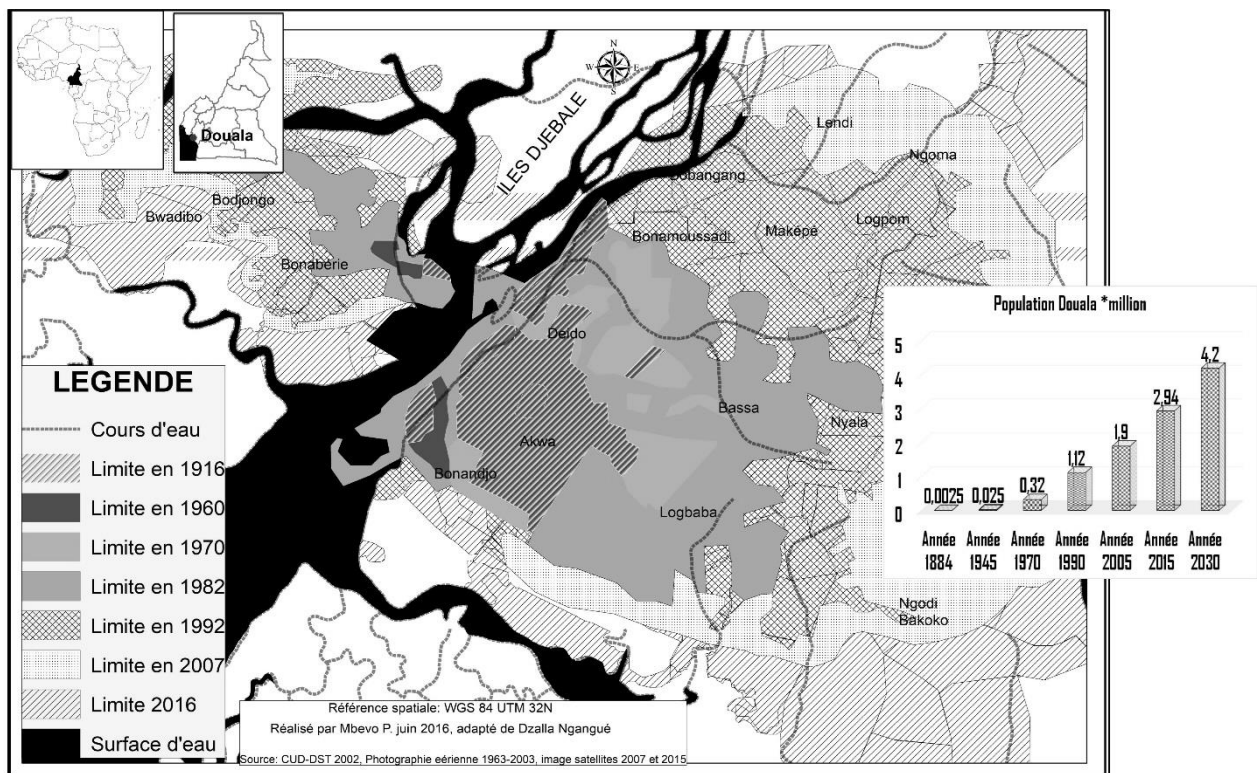 Douala
N
W E
S
ILES DJEBALE
Lendi
Ngoma
Bodjongo
Bwadibo
Bonabérie
Bonamoussadi
Maképé
Logpom
Deido
Bassa
Nyala
Akwa
Bonandjo
Logbaba
Ngodi
Bakoko
Population Douala *million
5
4
3
2
1
0
0,0025
0,025
0,32
1,12
1,9
2,94
4,2
Année Année Année Année Année Année Année
1884 1945 1970 1990 2005 2015 2030
LEGENDE
Cours d'eau
Limite en 1916
Limite en 1960
Limite en 1970
Limite en 1982
Limite en 1992
Limite en 2007
Limite 2016
Surface d'eau
Référence spatiale: WGS 84 UTM 32N
Réalisé par Mbevo P. juin 2016, adapté de Dzalla Ngangué
Source: CUD-DST 2002, Photographie eérienne 1963-2003, image satellites 2007 et 2015